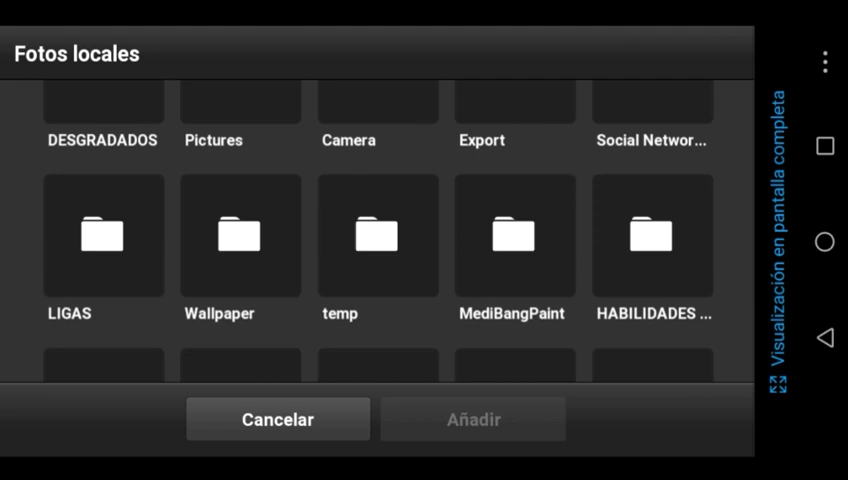 Fotos locales
DESGRADADOS
Pictures
Camera
Export
Social Networ...
LIGAS
Wallpaper
temp
MediBangPaint
HABILIDADES ...
Cancelar
Añadir
Visualización en pantalla completa